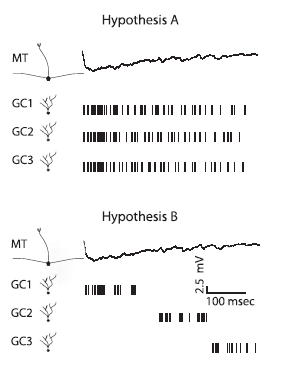 Hypothesis A
MT
GC1
GC2
GC3
Hypothesis B
MT
GC1
2.5 mV
GC2
100 msec
GC3